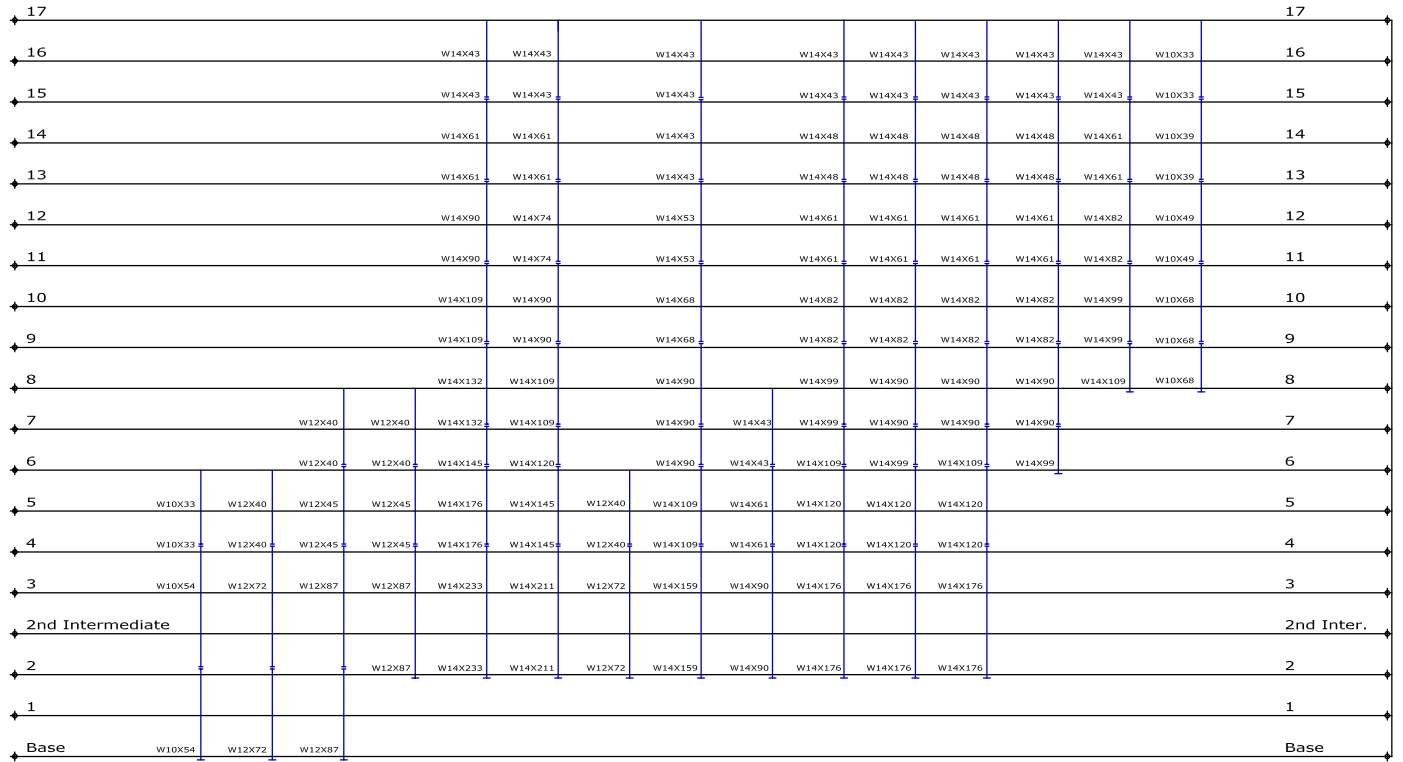 17 17
16 W14X43 W14X43 W14X43 W14X43 W14X43 W14X43 W14X43 W14X43 W10X33 16
15 W14X43 W14X43 W14X43 W14X43 W14X43 W14X43 W14X43 W14X43 W10X33 15
14 W14X61 W14X61 W14X43 W14X48 W14X48 W14X48 W14X48 W14X61 W10X39 14
13 W14X61 W14X61 W14X43 W14X48 W14X48 W14X48 W14X48 W14X61 W10X39 13
12 W14X90 W14X74 W14X53 W14X61 W14X61 W14X61 W14X61 W14X82 W10X49 12
11 W14X90 W14X74 W14X53 W14X61 W14X61 W14X61 W14X61 W14X82 W10X49 11
10 W14X109 W14X90 W14X68 W14X82 W14X82 W14X82 W14X82 W14X99 W10X68 10
9 W14X109 W14X90 W14X68 W14X82 W14X82 W14X82 W14X82 W14X99 W10X68 9
8 W14X132 W14X109 W14X90 W14X99 W14X90 W14X90 W14X90 W14X109 W10X68 8
7 W12X40 W12X40 W14X132 W14X109 W14X90 W14X43 W14X99 W14X90 W14X90 W14X90 7
6 W12X40 W12X40 W14X145 W14X120 W14X90 W14X43 W14X109 W14X99 W14X109 W14X99 6
5 W10X33 W12X40 W12X45 W12X45 W14X176 W14X145 W12X40 W14X109 W14X61 W14X120 W14X120 W14X120 5
4 W10X33 W12X40 W12X45 W12X45 W14X176 W14X145 W12X40 W14X109 W14X61 W14X120 W14X120 W14X120 4
3 W10X54 W12X72 W12X87 W12X87 W14X233 W14X211 W12X72 W14X159 W14X90 W14X176 W14X176 W14X176 3
2nd Intermediate 2nd Inter.
2 W12X87 W14X233 W14X211 W12X72 W14X159 W14X90 W14X176 W14X176 W14X176 2
1 1
Base W10X54 W12X72 W12X87 Base